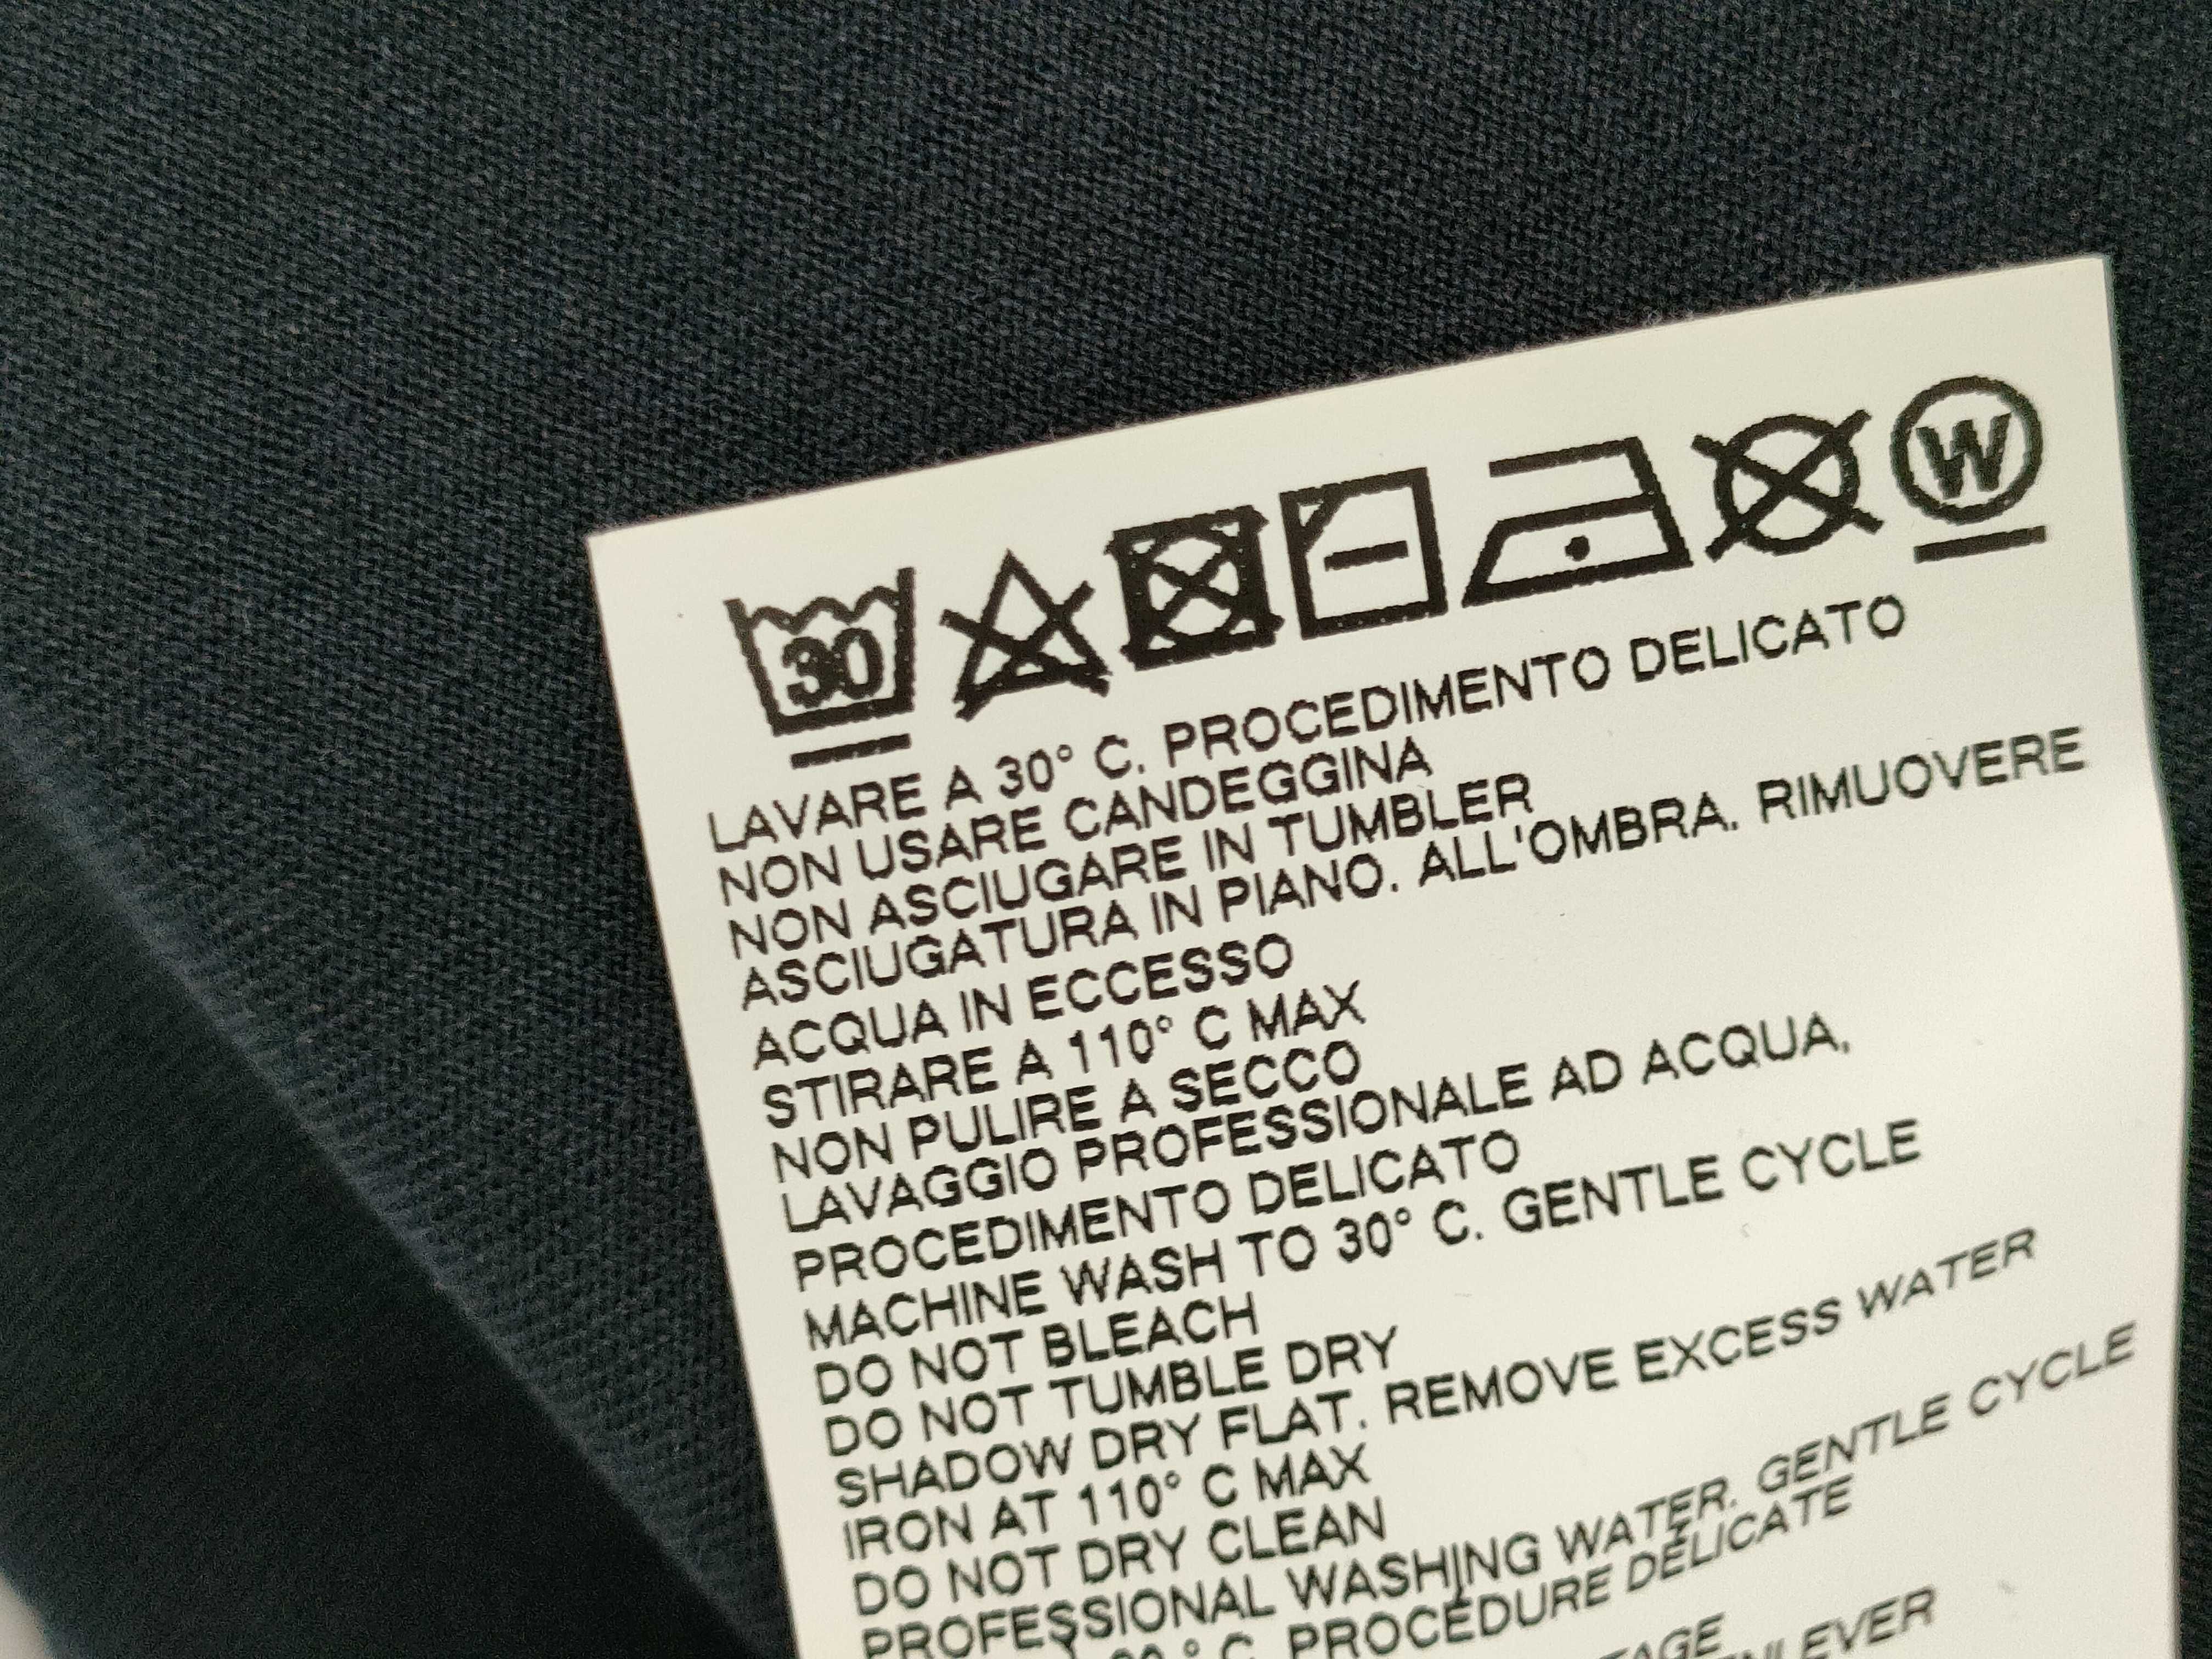 30 W
LAVARE A 30° C. PROCEDIMENTO DELICATO
NON USARE CANDEGGINA
NON ASCIUGARE IN TUMBLER
ASCIUGATURA IN PIANO. ALL'OMBRA. RIMUOVERE
ACQUA IN ECCESSO
STIRARE A 110° C MAX
NON PULIRE A SECCO
LAVAGGIO PROFESSIONALE AD ACQUA,
PROCEDIMENTO DELICATO
MACHINE WASH TO 30° C. GENTLE CYCLE
DO NOT BLEACH
DO NOT TUMBLE DRY
SHADOW DRY FLAT. REMOVE EXCESS WATER
IRON AT 110° C MAX
DO NOT DRY CLEAN
PROFESSIONAL WASHING WATER. GENTLE CYCLE
C. PROCÉDURE DÉLICATE